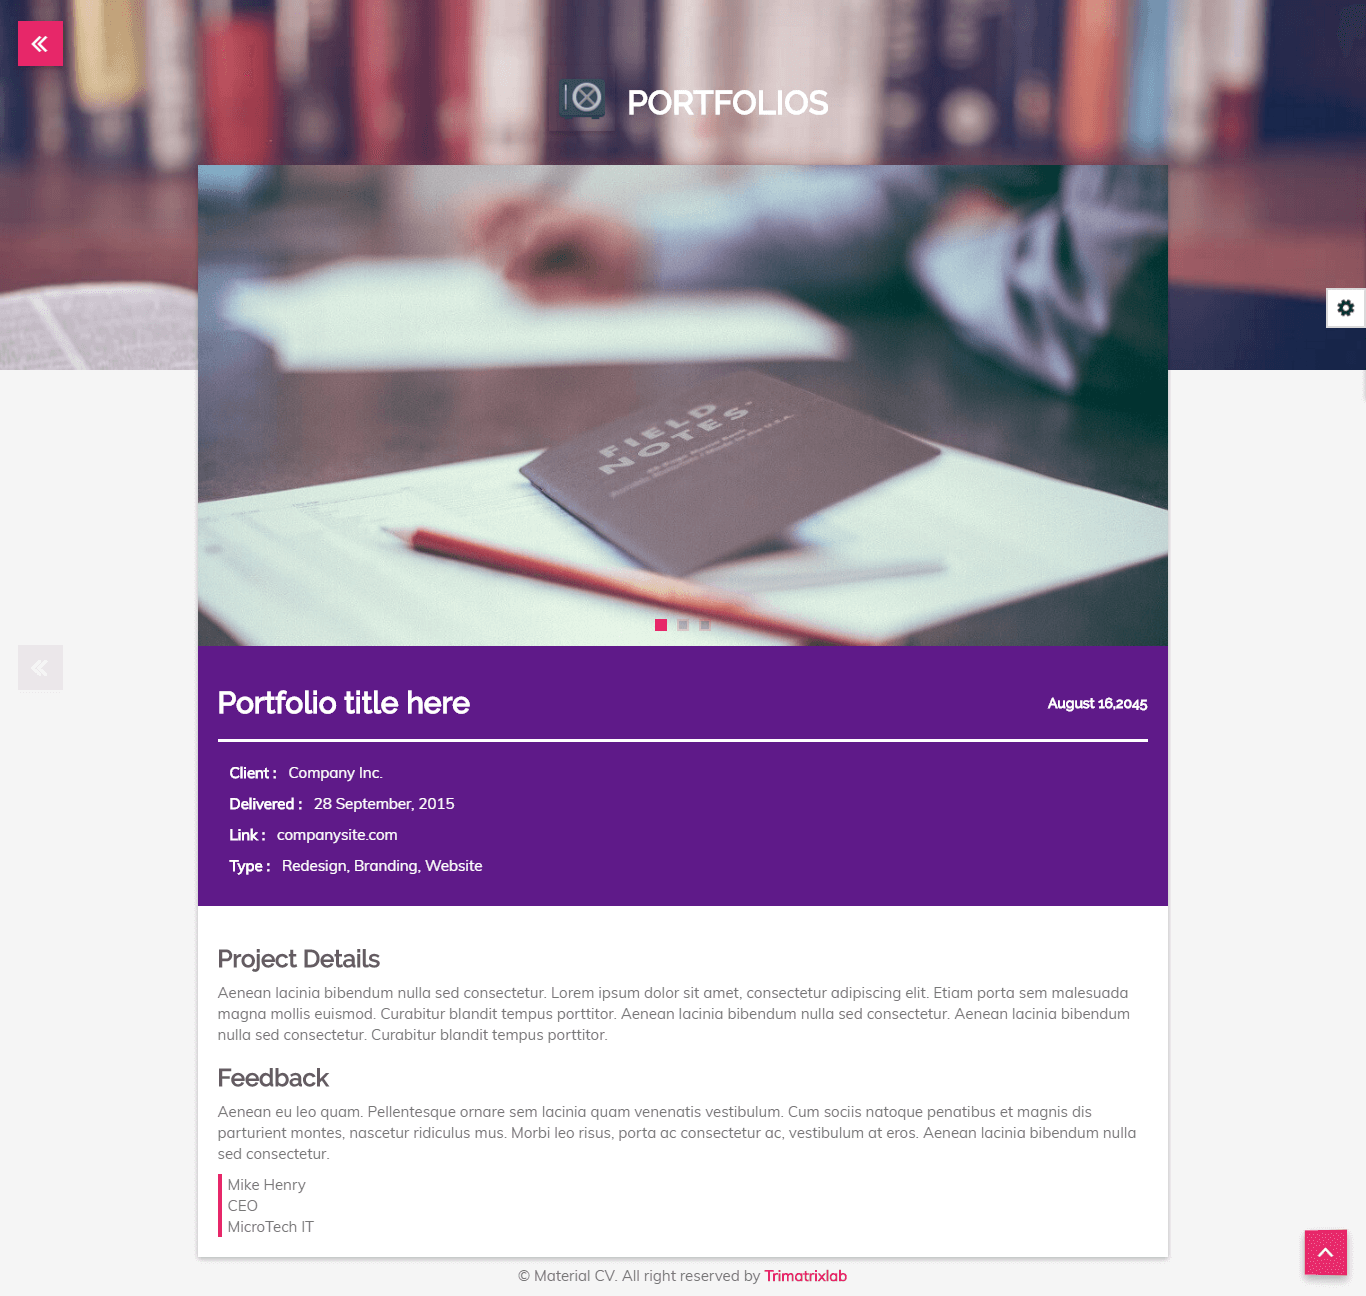 PORTFOLIOS
FIELD
NOTES
Portfolio title here
August 16,2045
Client : Company Inc.
Delivered : 28 September, 2015
Link : companysite.com
Type : Redesign, Branding, Website
Project Details
Aenean lacinia bibendum nulla sed consectetur. Lorem ipsum dolor sit amet, consectetur adipiscing elit. Etiam porta sem malesuada
magna mollis euismod. Curabitur blandit tempus porttitor. Aenean lacinia bibendum nulla sed consectetur. Aenean lacinia bibendum
nulla sed consectetur. Curabitur blandit tempus porttitor.
Feedback
Aenean eu leo quam. Pellentesque ornare sem lacinia quam venenatis vestibulum. Cum sociis natoque penatibus et magnis dis
parturient montes, nascetur ridiculus mus. Morbi leo risus, porta ac consectetur ac, vestibulum at eros. Aenean lacinia bibendum nulla
sed consectetur.
Mike Henry
CEO
MicroTech IT
© Material CV. All right reserved by Trimatrixlab